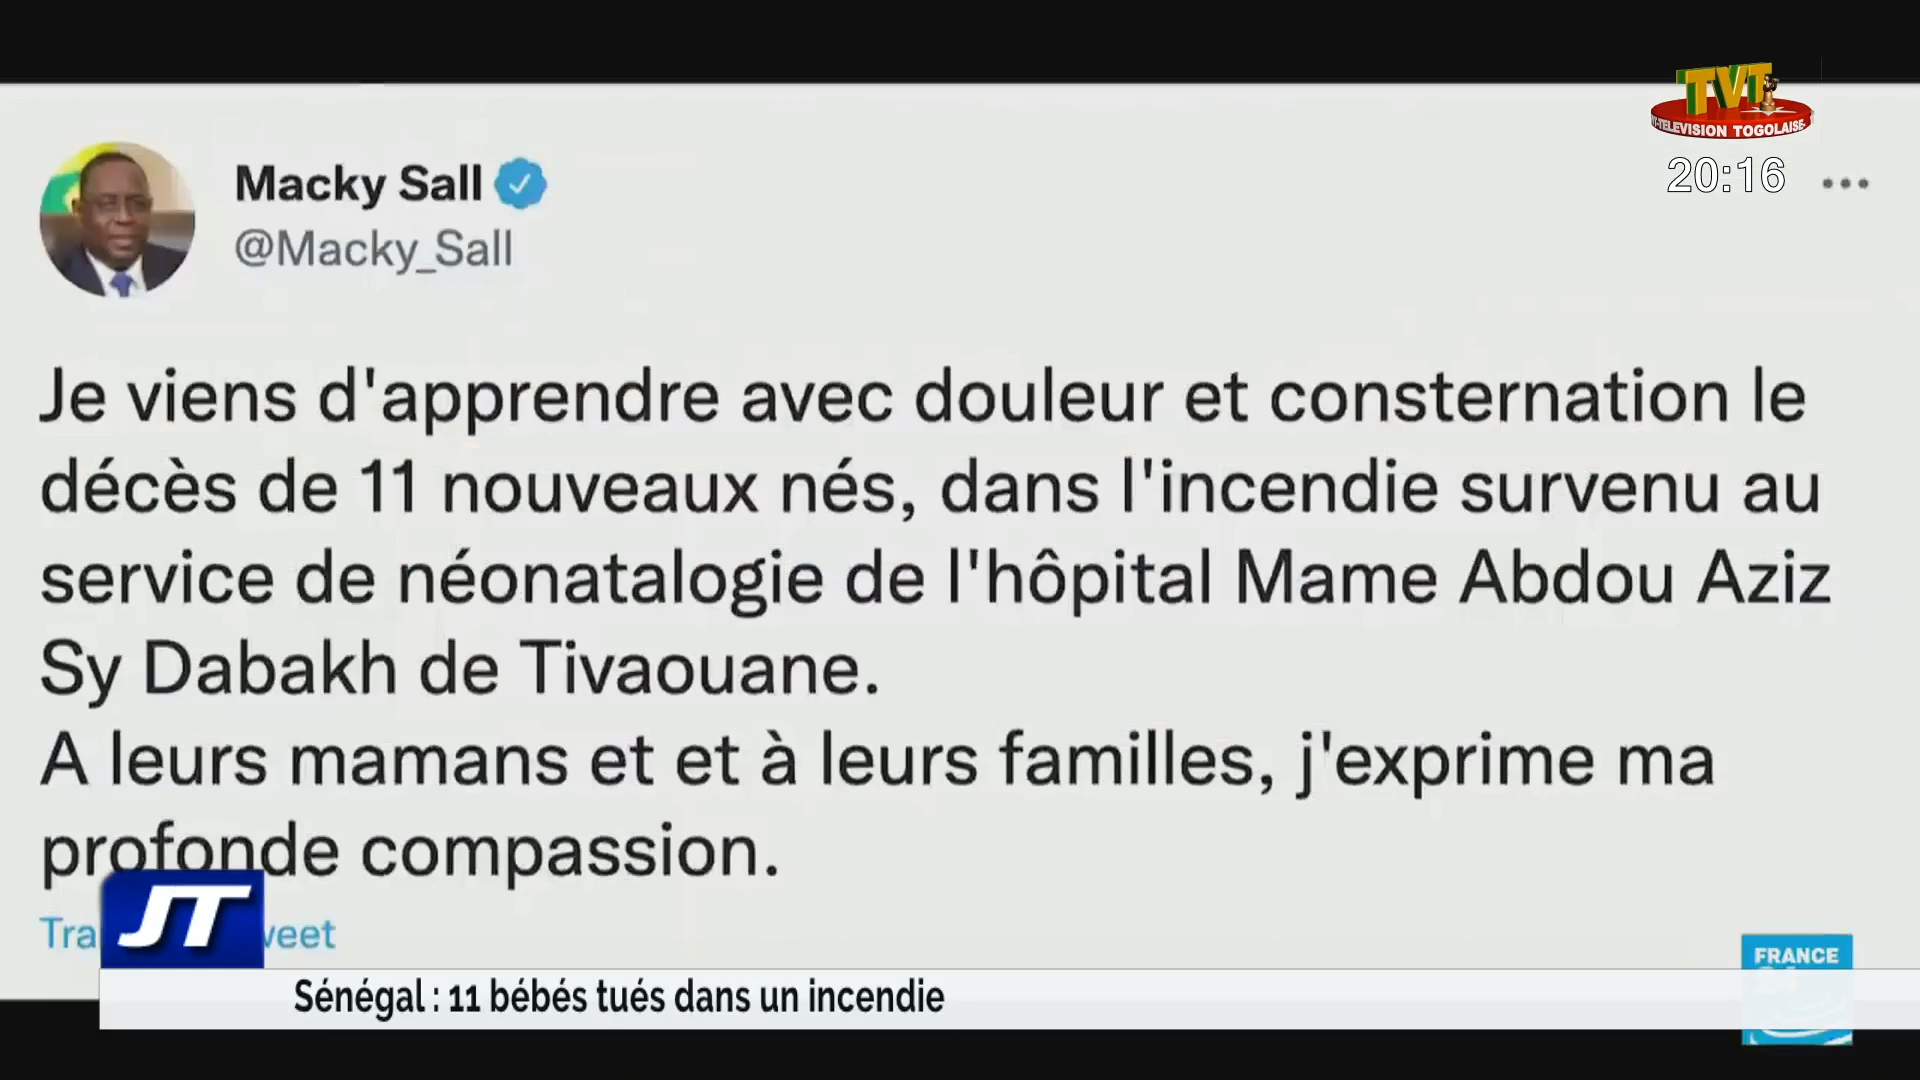 TVT
TELEVISION TOGOLAISE
20:16
Macky Sall
@Macky_Sall
Je viens d'apprendre avec douleur et consternation le
décès de 11 nouveaux nés, dans l'incendie survenu au
service de néonatalogie de l'hôpital Mame Abdou Aziz
Sy Dabakh de Tivaouane.
A leurs mamans et et à leurs familles, j'exprime ma
profonde compassion.
JT
FRANCE
24
Sénégal : 11 bébés tués dans un incendie